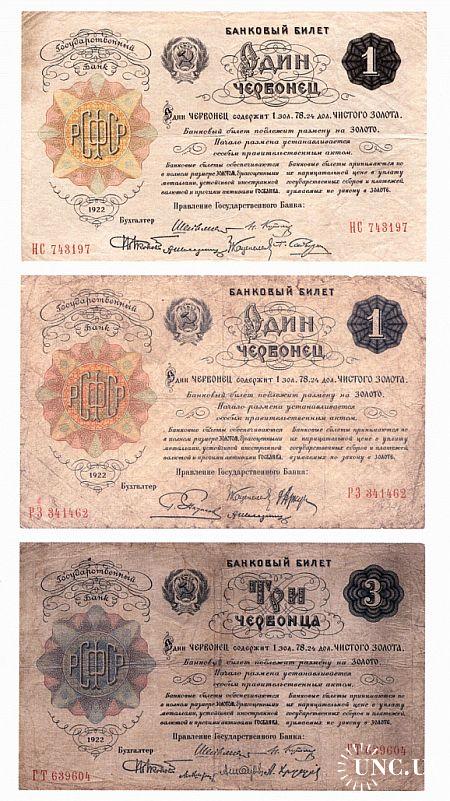 Государственный
Банк
БАНКОВЫЙ БИЛЕТ
1
Один
ЧЕРВОНЕЦ
Один ЧЕРВОНЕЦ содержит 1 зол. 78.24 дол. ЧИСТОГО ЗОЛОТА.
Банковый билет подлежит размену на ЗОЛОТО.
Начало размена устанавливается
особым правительственным актом.
РСФСР
Банковые билеты обеспечиваются
в полном размере ЗОЛОТОМ, драгоценными
металлами, устойчивой иностранной
валютой и прочими активами ГОСБАНКА.
Банковые билеты принимаются по
их нарицательной цене в уплату
государственных сборов и платежей,
взимаемых по закону в ЗОЛОТЕ.
1922
Правление Государственного Банка:
Бухгалтер
НС 743197
НС 743197
Государственный
Банк
БАНКОВЫЙ БИЛЕТ
1
Один
ЧЕРВОНЕЦ
Один ЧЕРВОНЕЦ содержит 1 зол. 78.24 дол. ЧИСТОГО ЗОЛОТА.
Банковый билет подлежит размену на ЗОЛОТО.
Начало размена устанавливается
особым правительственным актом.
РСФСР
Банковые билеты обеспечиваются
в полном размере ЗОЛОТОМ, драгоценными
металлами, устойчивой иностранной
валютой и прочими активами ГОСБАНКА.
Банковые билеты принимаются по
их нарицательной цене в уплату
государственных сборов и платежей,
взимаемых по закону в ЗОЛОТЕ.
1922
Правление Государственного Банка:
Бухгалтер
РЗ 341462
РЗ 341462
Государственный
Банк
БАНКОВЫЙ БИЛЕТ
3
Три
ЧЕРВОНЦА
Один ЧЕРВОНЕЦ содержит 1 зол. 78.24 дол. ЧИСТОГО ЗОЛОТА.
Банковый билет подлежит размену на ЗОЛОТО.
Начало размена устанавливается
особым правительственным актом.
РСФСР
Банковые билеты обеспечиваются
в полном размере ЗОЛОТОМ, драгоценными
металлами, устойчивой иностранной
валютой и прочими активами ГОСБАНКА.
Банковые билеты принимаются по
их нарицательной цене в уплату
государственных сборов и платежей,
взимаемых по закону в ЗОЛОТЕ.
1922
Правление Государственного Банка:
Бухгалтер
ГТ 639604
ГТ 639604
UNC.U